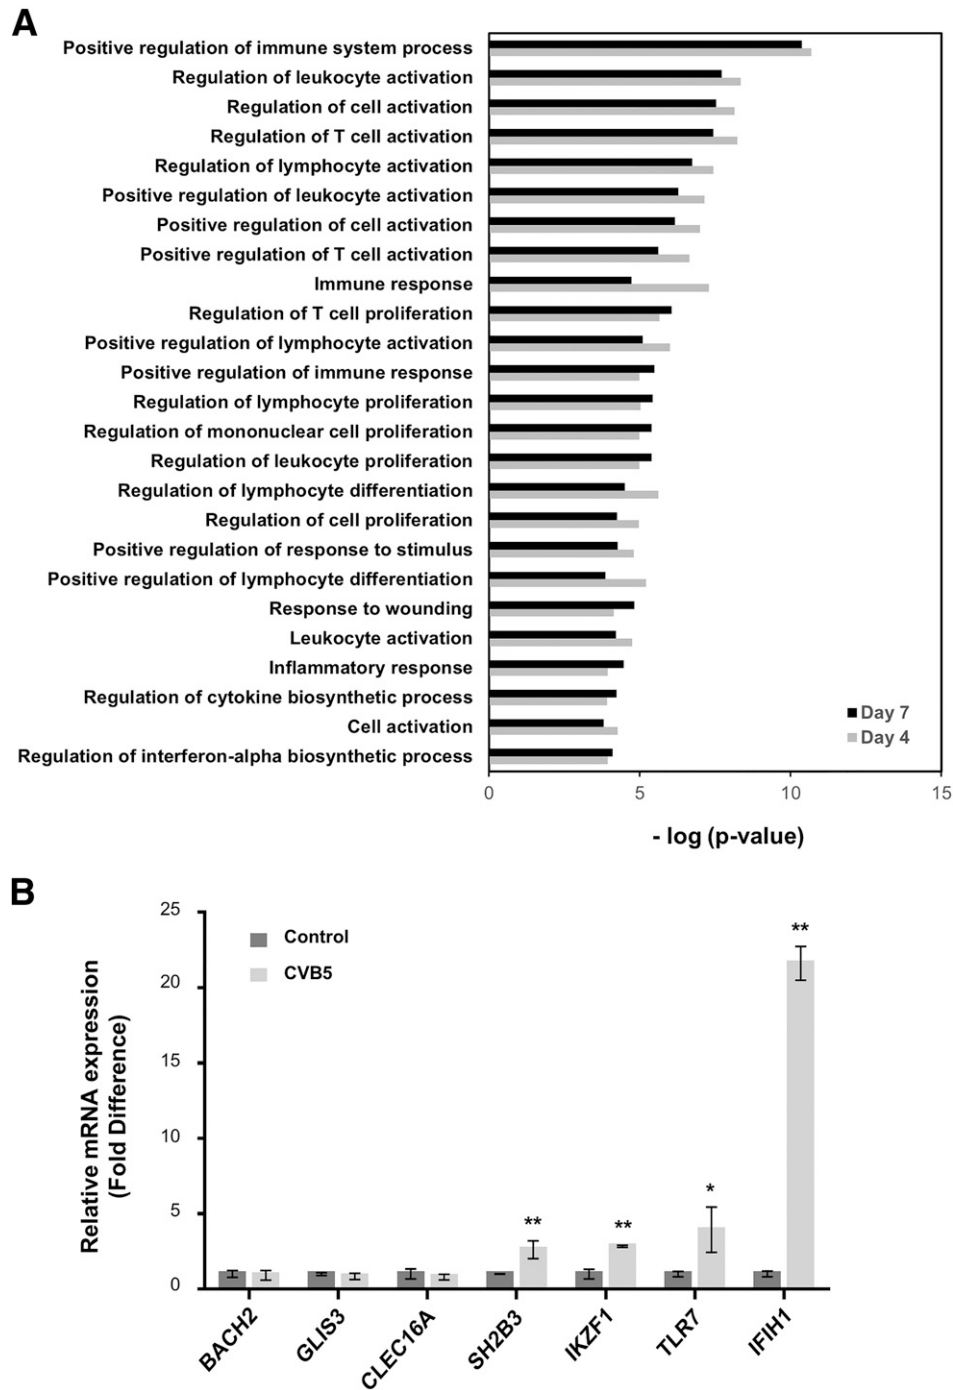 A
Positive regulation of immune system process
Regulation of leukocyte activation
Regulation of cell activation
Regulation of T cell activation
Regulation of lymphocyte activation
Positive regulation of leukocyte activation
Positive regulation of cell activation
Positive regulation of T cell activation
Immune response
Regulation of T cell proliferation
Positive regulation of lymphocyte activation
Positive regulation of immune response
Regulation of lymphocyte proliferation
Regulation of mononuclear cell proliferation
Regulation of leukocyte proliferation
Regulation of lymphocyte differentiation
Regulation of cell proliferation
Positive regulation of response to stimulus
Positive regulation of lymphocyte differentiation
Response to wounding
Leukocyte activation
Inflammatory response
Regulation of cytokine biosynthetic process
Cell activation
Regulation of interferon-alpha biosynthetic process
Day 7
Day 4
0 5 10 15
- log (p-value)
B
Relative mRNA expression
(Fold Difference)
25
20
15
10
5
0
Control
CVB5
** ** * **
BACH2 GLIS3 CLEC16A SH2B3 IKZF1 TLR7 IFIH1